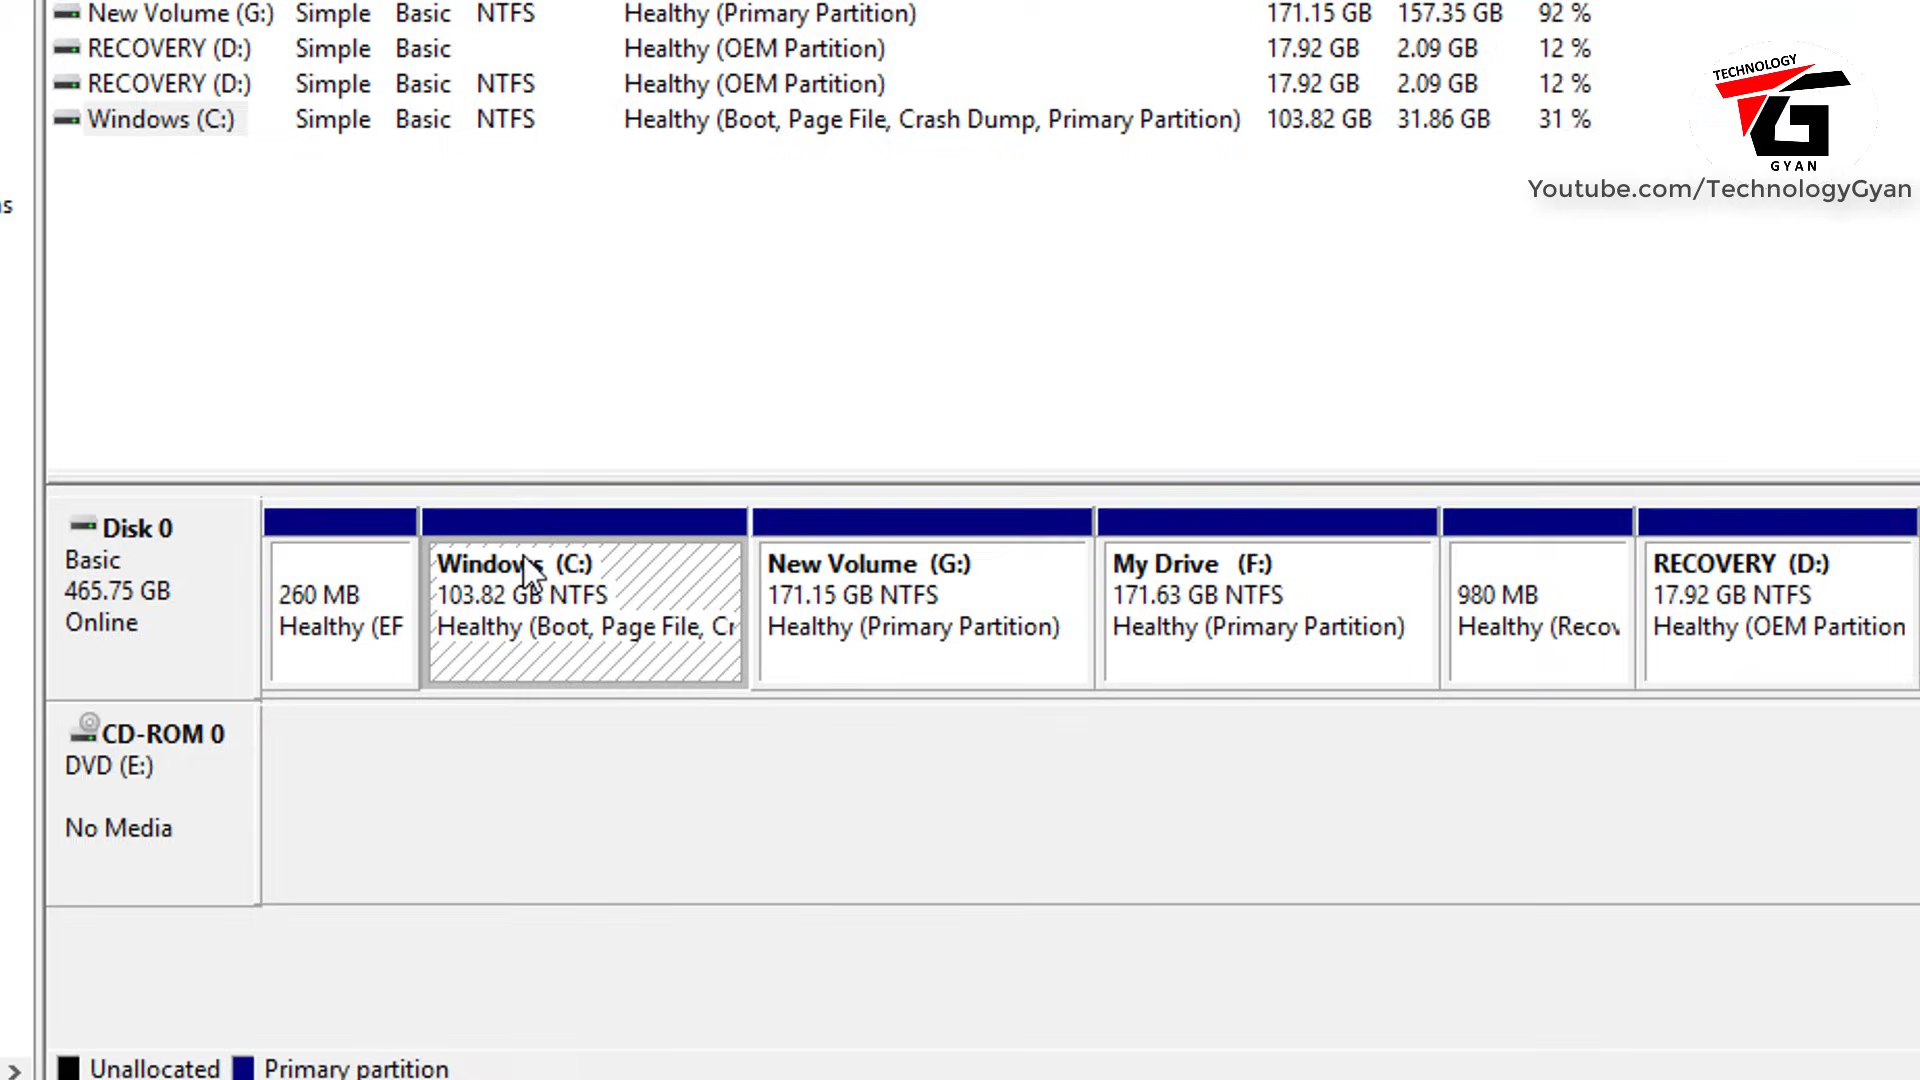 New Volume (G:) Simple Basic NTFS Healthy (Primary Partition) 171.15 GB 157.35 GB 92 %
RECOVERY (D:) Simple Basic Healthy (OEM Partition) 17.92 GB 2.09 GB 12 %
RECOVERY (D:) Simple Basic NTFS Healthy (OEM Partition) 17.92 GB 2.09 GB 12 %
Windows (C:) Simple Basic NTFS Healthy (Boot, Page File, Crash Dump, Primary Partition) 103.82 GB 31.86 GB 31 %
TECHNOLOGY
TG
GYAN
Youtube.com/TechnologyGyan
s
Disk 0
Basic
465.75 GB
Online
260 MB
Healthy (EF
Windows (C:)
103.82 GB NTFS
Healthy (Boot, Page File, Cr
New Volume (G:)
171.15 GB NTFS
Healthy (Primary Partition)
My Drive (F:)
171.63 GB NTFS
Healthy (Primary Partition)
980 MB
Healthy (Recov
RECOVERY (D:)
17.92 GB NTFS
Healthy (OEM Partition
CD-ROM 0
DVD (E:)
No Media
Unallocated Primary partition